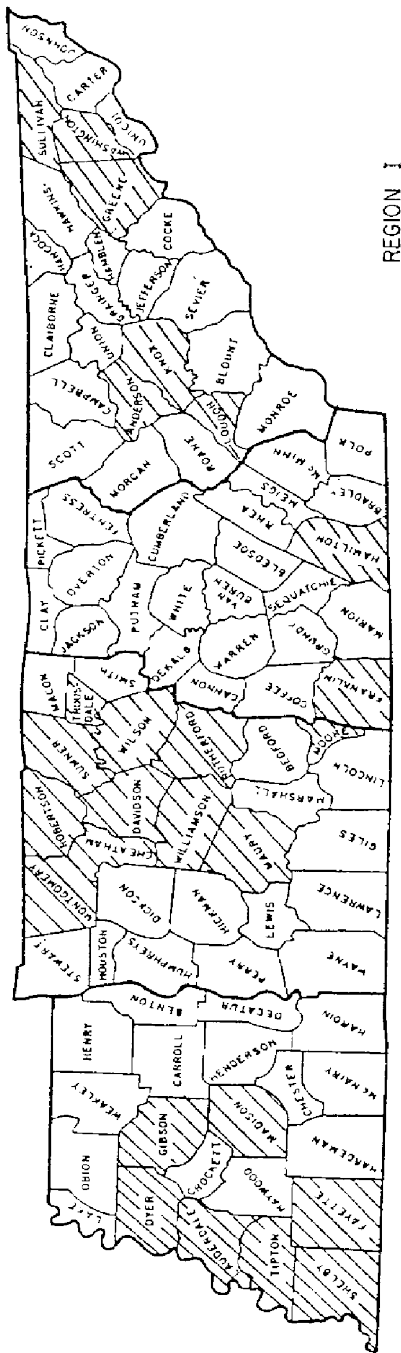 LAKE
OBION
WEAKLEY
HENRY
STEWART
MONTGOMERY
ROBERTSON
SUMNER
MACON
TROUSDALE
CLAY
PICKETT
JACKSON
OVERTON
FENTRESS
SCOTT
CAMPBELL
CLAIBORNE
HANCOCK
HAWKINS
SULLIVAN
JOHNSON
CARTER
WASHINGTON
UNICOI
GREENE
HAMBLEN
GRAINGER
UNION
ANDERSON
KNOX
JEFFERSON
COCKE
SEVIER
BLOUNT
LOUDON
ROANE
MORGAN
CUMBERLAND
PUTNAM
WHITE
DEKALB
SMITH
WILSON
DAVIDSON
CHEATHAM
DICKSON
HOUSTON
HUMPHREYS
BENTON
CARROLL
GIBSON
DYER
LAUDERDALE
CROCKETT
HAYWOOD
MADISON
HENDERSON
DECATUR
PERRY
HICKMAN
WILLIAMSON
RUTHERFORD
CANNON
WARREN
VAN
BUREN
BLEDSOE
RHEA
MEIGS
Mc MINN
MONROE
POLK
BRADLEY
HAMILTON
SEQUATCHIE
MARION
GRUNDY
COFFEE
FRANKLIN
MOORE
BEDFORD
MARSHALL
MAURY
LEWIS
LINCOLN
GILES
LAWRENCE
WAYNE
HARDIN
McNAIRY
CHESTER
HARDEMAN
FAYETTE
TIPTON
SHELBY
REGION I